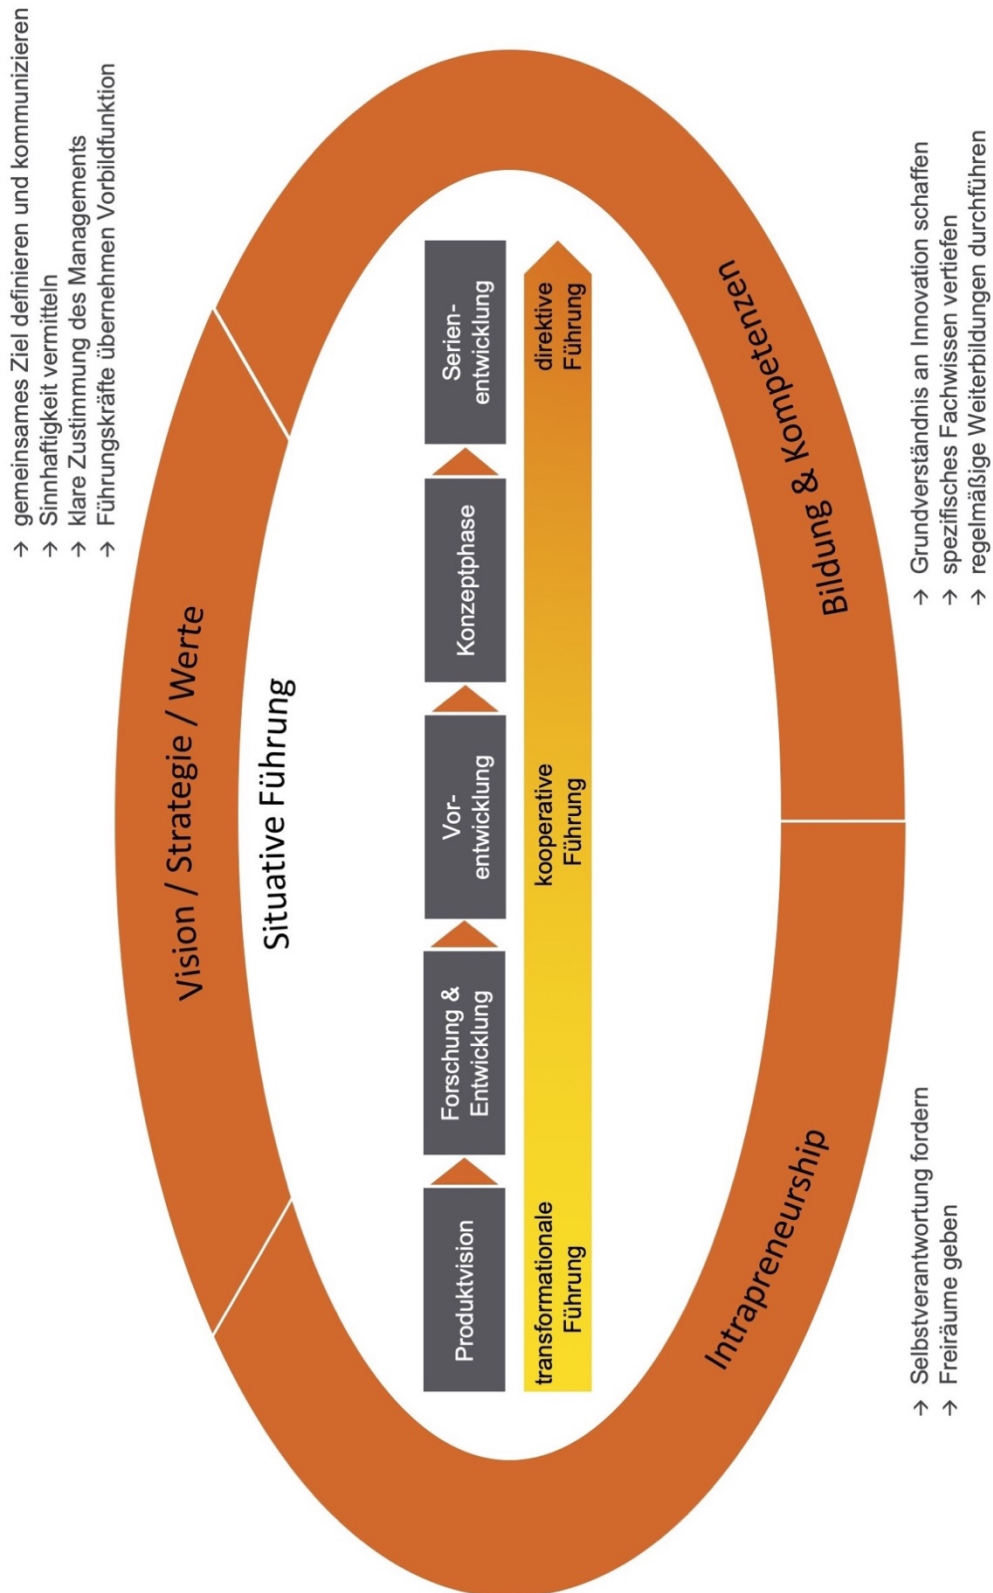 → gemeinsames Ziel definieren und kommunizieren
→ Sinnhaftigkeit vermitteln
→ klare Zustimmung des Managements
→ Führungskräfte übernehmen Vorbildfunktion
Vision / Strategie / Werte
Situative Führung
Produktvision
Forschung &
Entwicklung
Vor-
entwicklung
Konzeptphase
Serien-
entwicklung
transformationale
Führung
kooperative
Führung
direktive
Führung
Intrapreneurship
Bildung & Kompetenzen
→ Selbstverantwortung fordern
→ Freiräume geben
→ Grundverständnis an Innovation schaffen
→ spezifisches Fachwissen vertiefen
→ regelmäßige Weiterbildungen durchführen